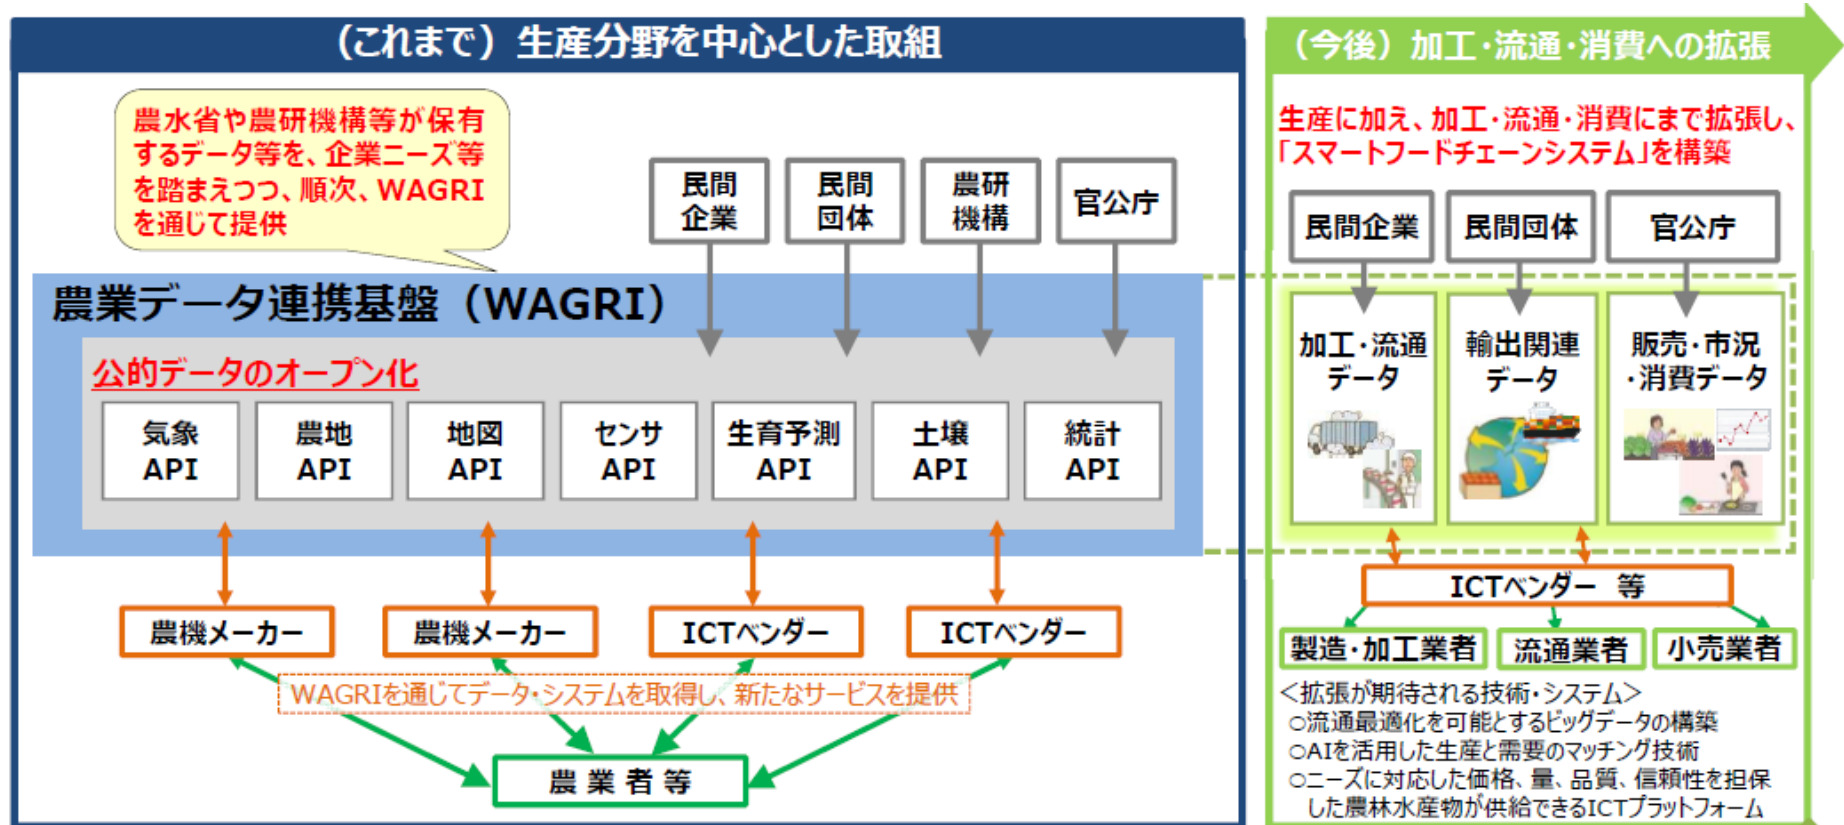 （これまで）生産分野を中心とした取組
農水省や農研機構等が保有
するデータ等を、企業ニーズ等
を踏まえつつ、順次、WAGRI
を通じて提供
民間
企業
民間
団体
農研
機構
官公庁
農業データ連携基盤（WAGRI）
公的データのオープン化
気象
API
農地
API
地図
API
センサ
API
生育予測
API
土壌
API
統計
API
農機メーカー
農機メーカー
ICTベンダー
ICTベンダー
WAGRIを通じてデータ・システムを取得し、新たなサービスを提供
農業者等
（今後）加工・流通・消費への拡張
生産に加え、加工・流通・消費にまで拡張し、
「スマートフードチェーンシステム」を構築
民間企業
民間団体
官公庁
加工・流通
データ
輸出関連
データ
販売・市況
・消費データ
ICTベンダー 等
製造・加工業者
流通業者
小売業者
＜拡張が期待される技術・システム＞
○流通最適化を可能とするビッグデータの構築
○AIを活用した生産と需要のマッチング技術
○ニーズに対応した価格、量、品質、信頼性を担保
した農林水産物が供給できるICTプラットフォーム